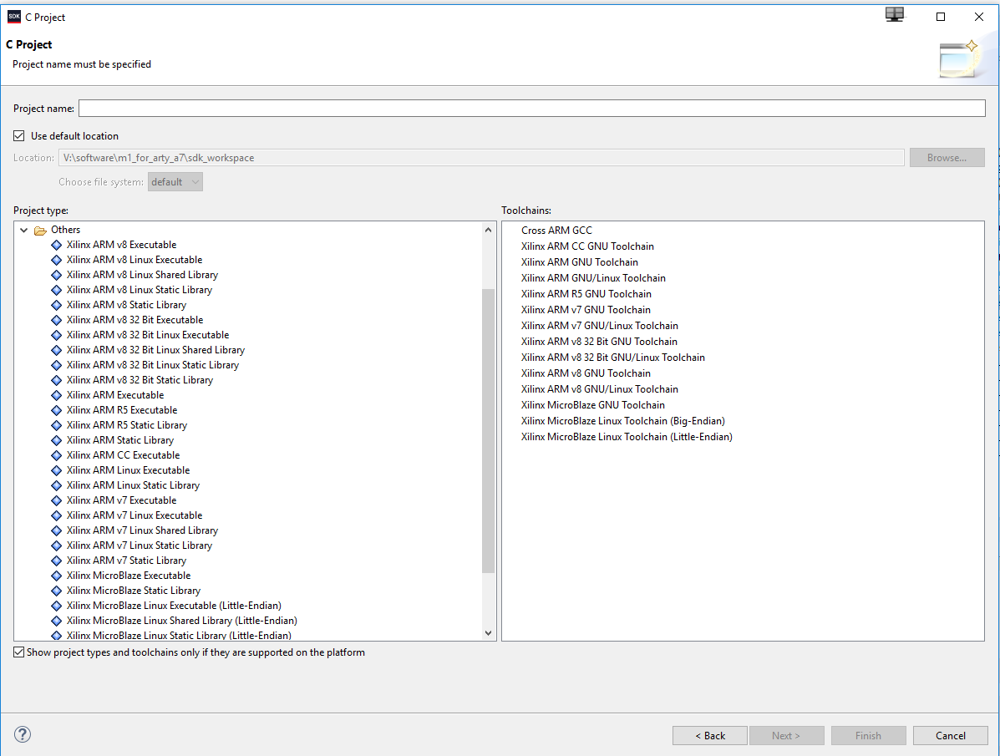 SDK C Project
C Project
Project name must be specified
Project name:
Use default location
Location: V:\software\m1_for_arty_a7\sdk_workspace Browse...
Choose file system: default
Project type:
Others
Xilinx ARM v8 Executable
Xilinx ARM v8 Linux Executable
Xilinx ARM v8 Linux Shared Library
Xilinx ARM v8 Linux Static Library
Xilinx ARM v8 Static Library
Xilinx ARM v8 32 Bit Executable
Xilinx ARM v8 32 Bit Linux Executable
Xilinx ARM v8 32 Bit Linux Shared Library
Xilinx ARM v8 32 Bit Linux Static Library
Xilinx ARM v8 32 Bit Static Library
Xilinx ARM Executable
Xilinx ARM R5 Executable
Xilinx ARM R5 Static Library
Xilinx ARM Static Library
Xilinx ARM CC Executable
Xilinx ARM Linux Executable
Xilinx ARM Linux Static Library
Xilinx ARM v7 Executable
Xilinx ARM v7 Linux Executable
Xilinx ARM v7 Linux Shared Library
Xilinx ARM v7 Linux Static Library
Xilinx ARM v7 Static Library
Xilinx MicroBlaze Executable
Xilinx MicroBlaze Static Library
Xilinx MicroBlaze Linux Executable (Little-Endian)
Xilinx MicroBlaze Linux Shared Library (Little-Endian)
Xilinx MicroBlaze Linux Static Library (Little-Endian)
Toolchains:
Cross ARM GCC
Xilinx ARM CC GNU Toolchain
Xilinx ARM GNU Toolchain
Xilinx ARM GNU/Linux Toolchain
Xilinx ARM R5 GNU Toolchain
Xilinx ARM v7 GNU Toolchain
Xilinx ARM v7 GNU/Linux Toolchain
Xilinx ARM v8 32 Bit GNU Toolchain
Xilinx ARM v8 32 Bit GNU/Linux Toolchain
Xilinx ARM v8 GNU Toolchain
Xilinx ARM v8 GNU/Linux Toolchain
Xilinx MicroBlaze GNU Toolchain
Xilinx MicroBlaze Linux Toolchain (Big-Endian)
Xilinx MicroBlaze Linux Toolchain (Little-Endian)
Show project types and toolchains only if they are supported on the platform
? < Back Next > Finish Cancel